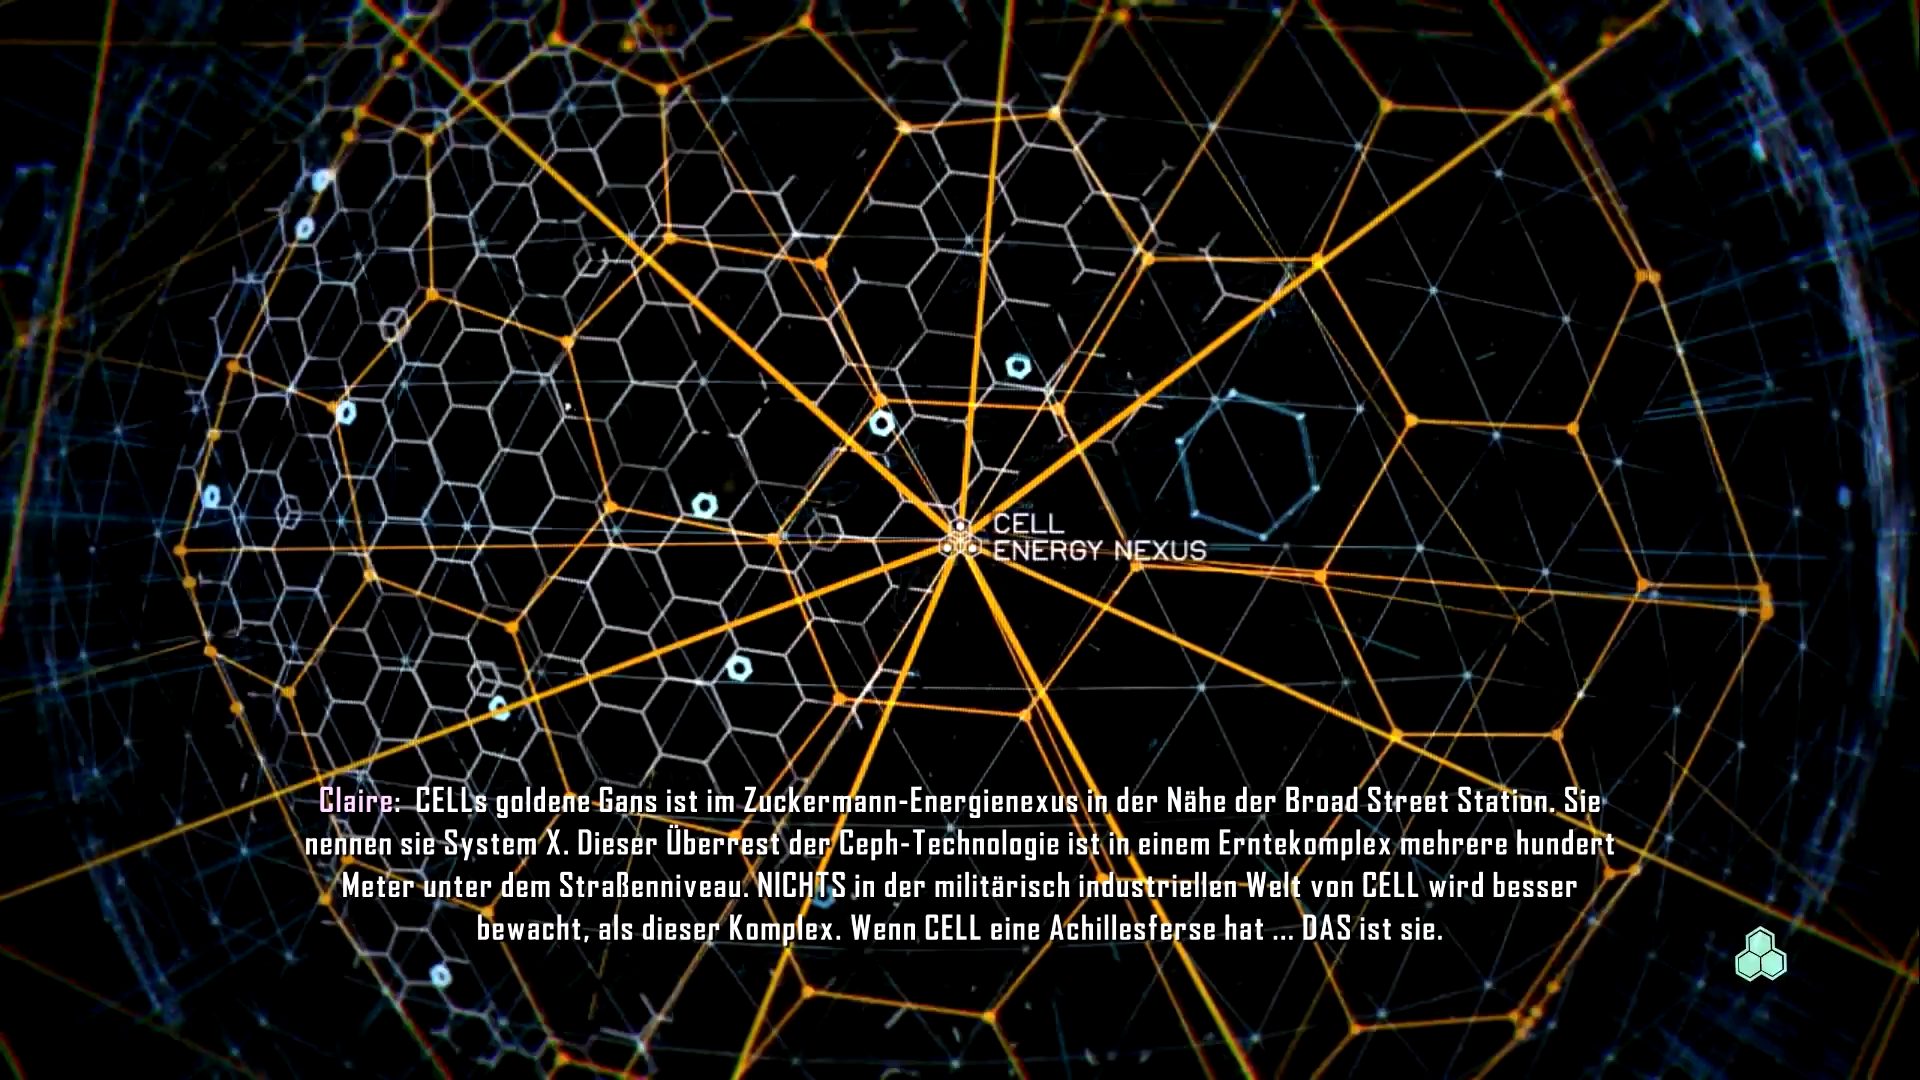 CELL
ENERGY NEXUS
Claire: CELLs goldene Gans ist im Zuckermann-Energienexus in der Nähe der Broad Street Station. Sie
nennen sie System X. Dieser Überrest der Ceph-Technologie ist in einem Erntekomplex mehrere hundert
Meter unter dem Straßenniveau. NICHTS in der militärisch industriellen Welt von CELL wird besser
bewacht, als dieser Komplex. Wenn CELL eine Achillesferse hat ... DAS ist sie.